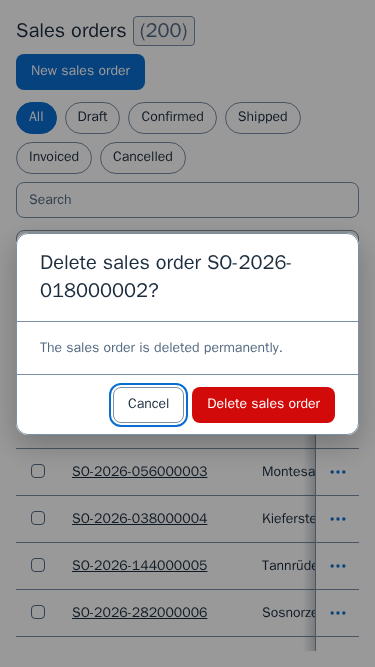 Sales orders (200)
New sales order
All
Draft
Confirmed
Shipped
Invoiced
Cancelled
Search
Delete sales order SO-2026-
018000002?
The sales order is deleted permanently.
Cancel
Delete sales order
SO-2026-056000003
Montesa
SO-2026-038000004
Kieferste
SO-2026-144000005
Tannrüde
SO-2026-282000006
Sosnorze